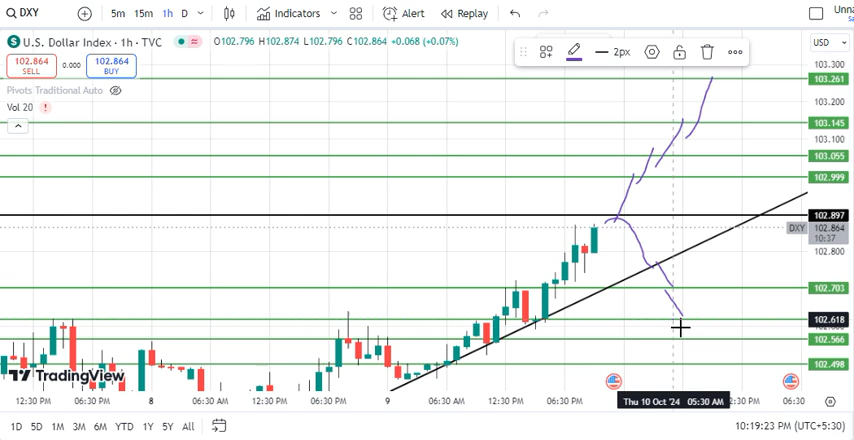 DXY 5m 15m 1h D Indicators Alert Replay Unna
U.S. Dollar Index · 1h · TVC O102.796 H102.874 L102.796 C102.864 +0.068 (+0.07%) USD
102.864 SELL 0.000 102.864 BUY
2px
Pivots Traditional Auto
Vol 20
103.300
103.261
103.200
103.145
103.100
103.055
102.999
102.897
DXY 102.864
10:37
102.800
102.703
102.618
102.566
102.498
TradingView
12:30 PM 06:30 PM 8 06:30 AM 12:30 PM 06:30 PM 9 06:30 AM 12:30 PM 06:30 PM Thu 10 Oct '24 05:30 AM 2:30 PM 06:30
1D 5D 1M 3M 6M YTD 1Y 5Y All 10:19:23 PM (UTC+5:30)